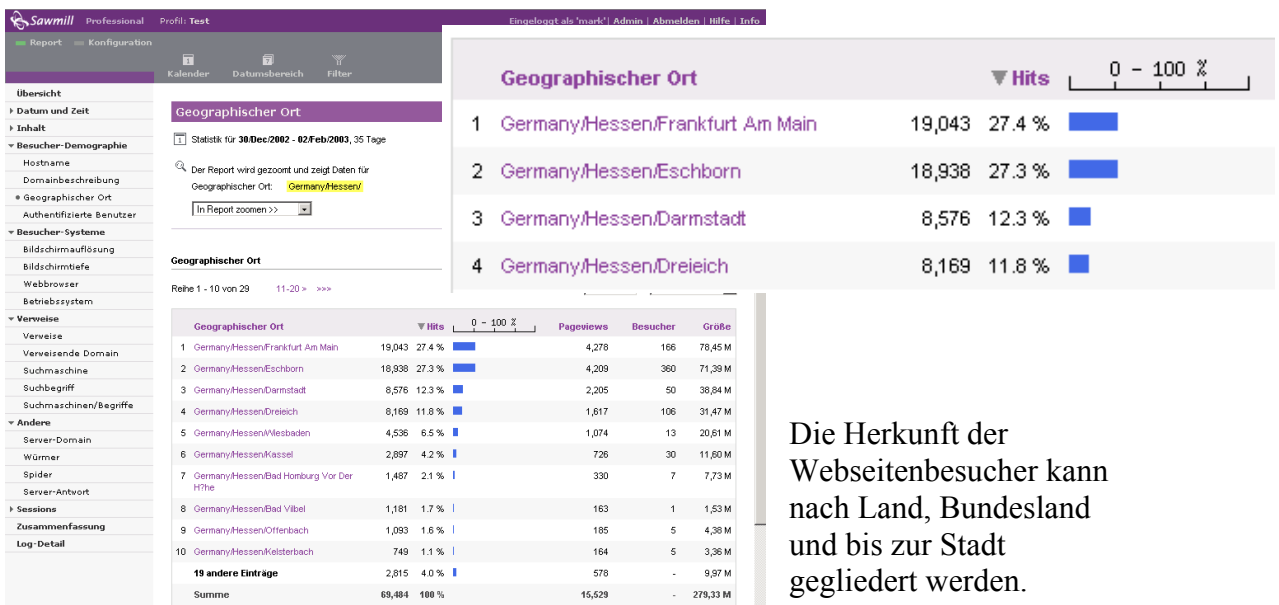 Sawmill Professional Profil: Test Eingeloggt als 'mark' | Admin | Abmelden | Hilfe | Info
Report Konfiguration
Kalender Datumsbereich Filter
Übersicht
Datum und Zeit
Inhalt
Besucher-Demographie
Hostname
Domainbeschreibung
Geographischer Ort
Authentifizierte Benutzer
Besucher-Systeme
Bildschirmauflösung
Bildschirmtiefe
Webbrowser
Betriebssystem
Verweise
Verweise
Verweisende Domain
Suchmaschine
Suchbegriff
Suchmaschinen/Begriffe
Andere
Server-Domain
Würmer
Spider
Server-Antwort
Sessions
Zusammenfassung
Log-Detail
Geographischer Ort
Statistik für 30/Dec/2002 - 02/Feb/2003, 35 Tage
Der Report wird gezoomt und zeigt Daten für
Geographischer Ort: Germany/Hessen/
In Report zoomen >>
Geographischer Ort
Reihe 1 - 10 von 29 11-20 > >>>
Geographischer Ort Hits 0 - 100 % Pageviews Besucher Größe
1 Germany/Hessen/Frankfurt Am Main 19,043 27.4 % 4,278 166 78,45 M
2 Germany/Hessen/Eschborn 18,938 27.3 % 4,209 360 71,39 M
3 Germany/Hessen/Darmstadt 8,576 12.3 % 2,205 50 38,84 M
4 Germany/Hessen/Dreieich 8,169 11.8 % 1,617 106 31,47 M
5 Germany/Hessen/Wiesbaden 4,536 6.5 % 1,074 13 20,61 M
6 Germany/Hessen/Kassel 2,897 4.2 % 726 30 11,60 M
7 Germany/Hessen/Bad Homburg Vor Der 1,487 2.1 % 330 7 7,73 M
H?he
8 Germany/Hessen/Bad Vilbel 1,181 1.7 % 163 1 1,53 M
9 Germany/Hessen/Offenbach 1,093 1.6 % 185 5 4,38 M
10 Germany/Hessen/Kelsterbach 749 1.1 % 164 5 3,36 M
19 andere Einträge 2,815 4.0 % 578 - 9,97 M
Summe 69,484 100 % 15,529 - 279,33 M
Geographischer Ort Hits 0 - 100 %
1 Germany/Hessen/Frankfurt Am Main 19,043 27.4 %
2 Germany/Hessen/Eschborn 18,938 27.3 %
3 Germany/Hessen/Darmstadt 8,576 12.3 %
4 Germany/Hessen/Dreieich 8,169 11.8 %
Die Herkunft der
Webseitenbesucher kann
nach Land, Bundesland
und bis zur Stadt
gegliedert werden.